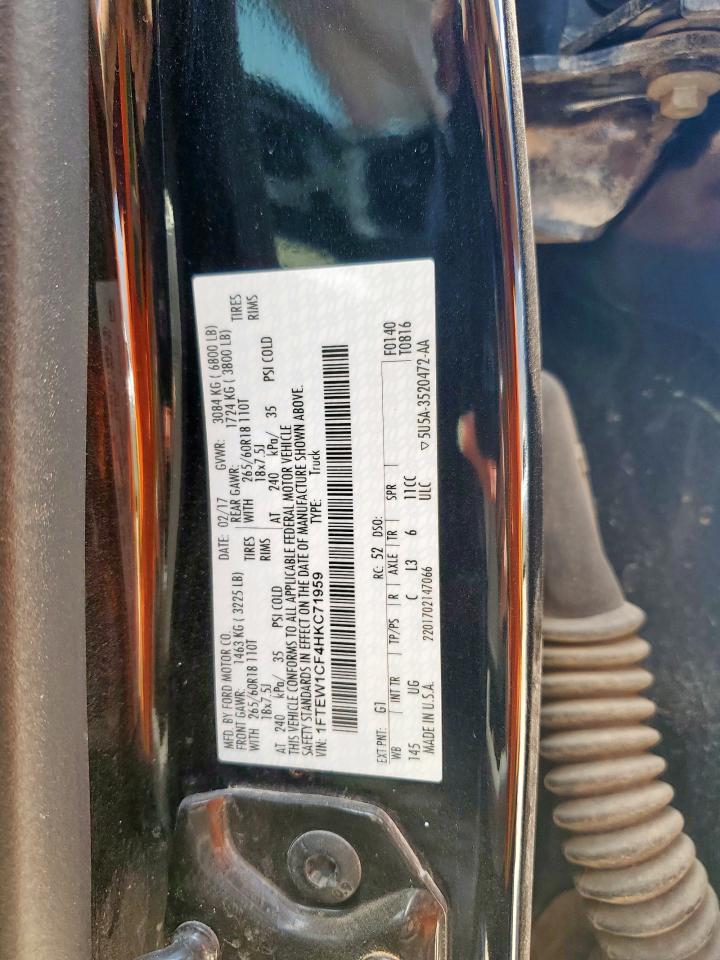 MFD. BY FORD MOTOR CO. DATE: 02/17 GVWR: 3084 KG ( 6800 LB)
FRONT GAWR: 1463 KG ( 3225 LB) REAR GAWR: 1724 KG ( 3800 LB)
WITH 265/60R18 110T TIRES WITH 265/60R18 110T TIRES
18x7.5J RIMS 18x7.5J RIMS
AT 240 kPa/ 35 PSI COLD AT 240 kPa/ 35 PSI COLD
THIS VEHICLE CONFORMS TO ALL APPLICABLE FEDERAL MOTOR VEHICLE
SAFETY STANDARDS IN EFFECT ON THE DATE OF MANUFACTURE SHOWN ABOVE.
VIN: 1FTEW1CF4HKC71959 TYPE: Truck
EXT PNT: G1 RC: 52 DSO: F0140
WB INT TR TP/PS R AXLE TR SPR T0816
145 UG C L3 6 11CC
MADE IN U.S.A. 2201702147066 ULC ▽5U5A-3520472-AA